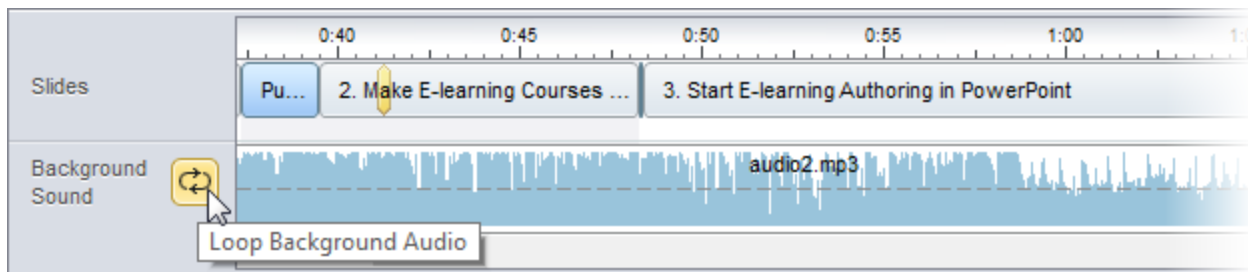 0:40 0:45 0:50 0:55 1:00
Slides
Pu... 2. Make E-learning Courses ... 3. Start E-learning Authoring in PowerPoint
Background
Sound
audio2.mp3
Loop Background Audio